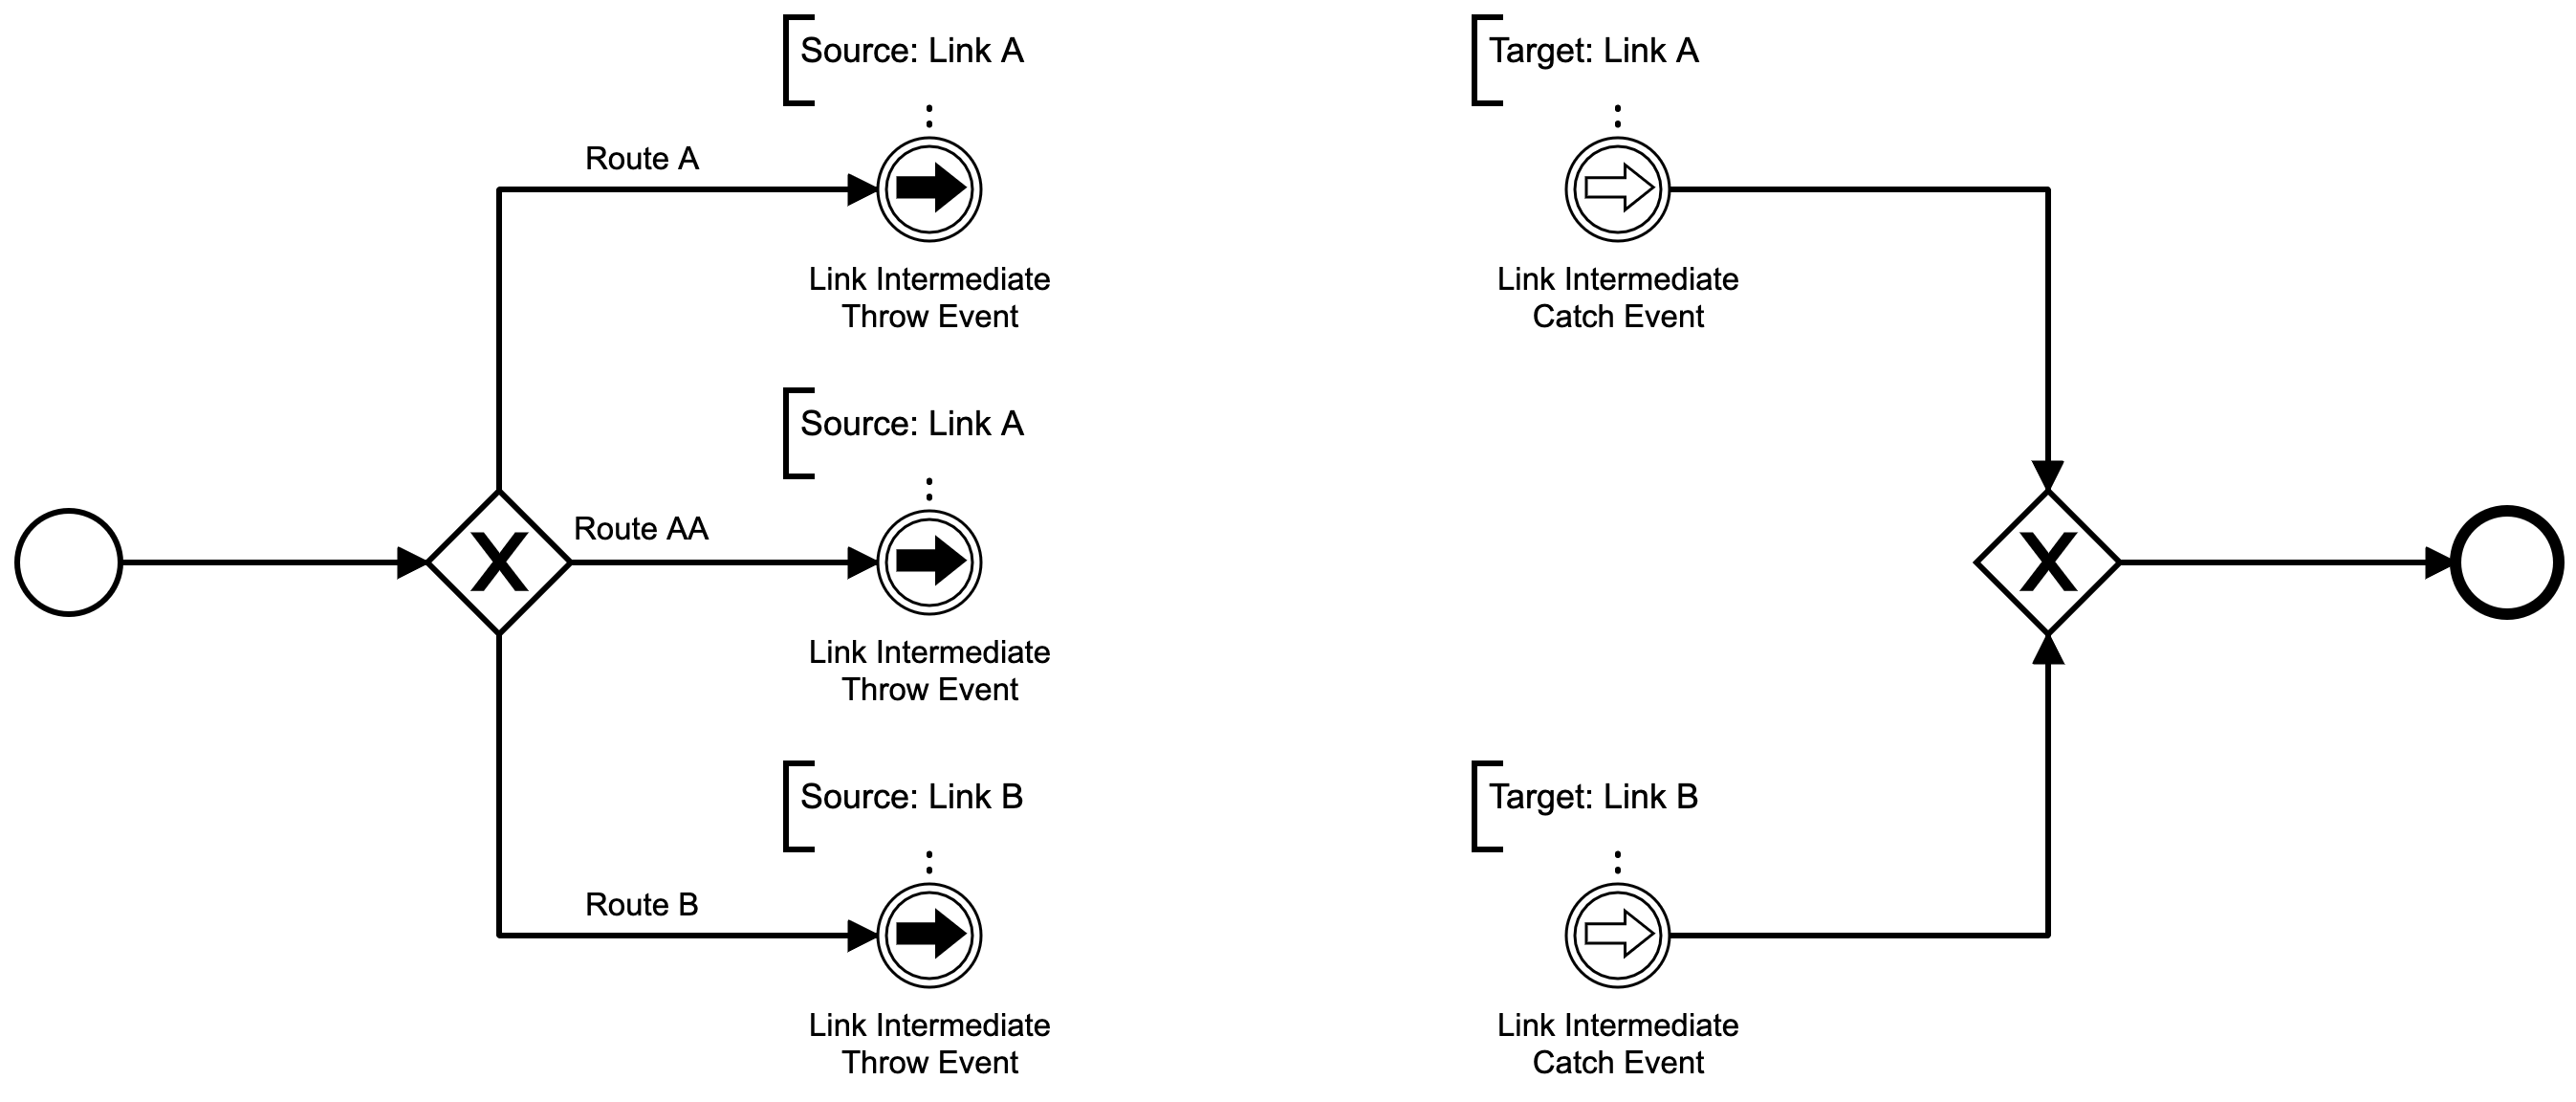 Source: Link A
Target: Link A
Route A
Link Intermediate
Throw Event
Link Intermediate
Catch Event
Source: Link A
Route AA
X
X
Link Intermediate
Throw Event
Source: Link B
Target: Link B
Route B
Link Intermediate
Throw Event
Link Intermediate
Catch Event